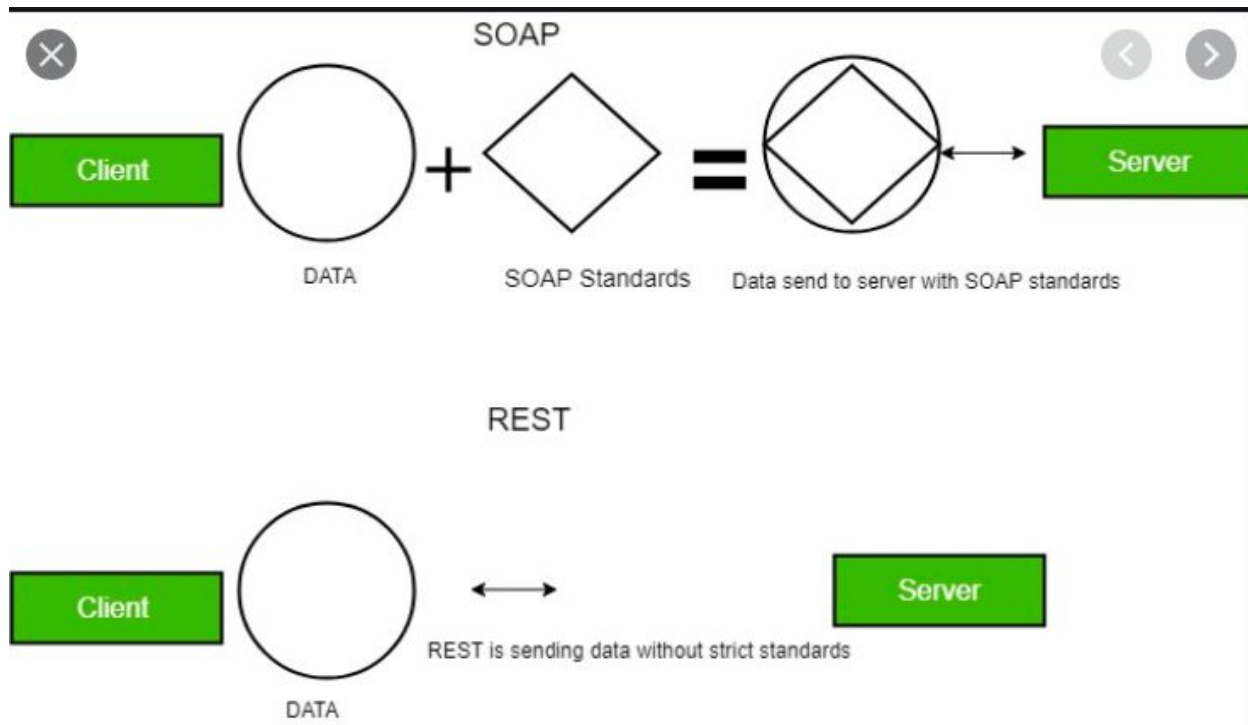 SOAP
Client
Server
DATA
SOAP Standards
Data send to server with SOAP standards
REST
Client
Server
REST is sending data without strict standards
DATA